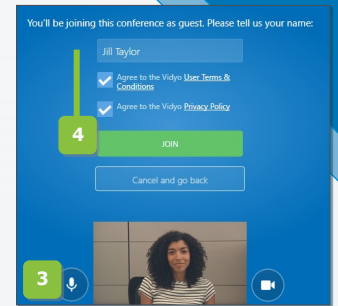 You'll be joining this conference as guest. Please tell us your name:
Jill Taylor
Agree to the Vidyo User Terms &
Conditions
Agree to the Vidyo Privacy Policy
4
JOIN
Cancel and go back
3